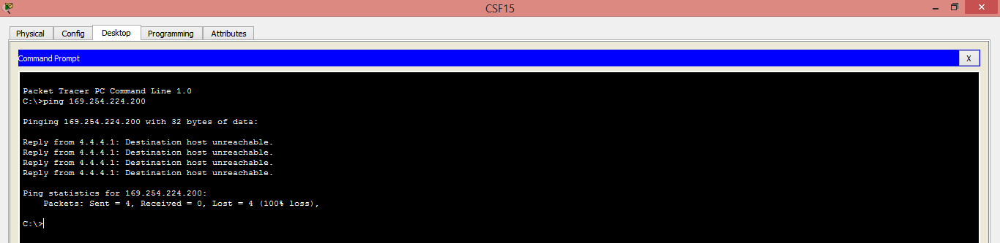 CSF15
Physical Config Desktop Programming Attributes
Command Prompt X
Packet Tracer PC Command Line 1.0
C:\>ping 169.254.224.200
Pinging 169.254.224.200 with 32 bytes of data:
Reply from 4.4.4.1: Destination host unreachable.
Reply from 4.4.4.1: Destination host unreachable.
Reply from 4.4.4.1: Destination host unreachable.
Reply from 4.4.4.1: Destination host unreachable.
Ping statistics for 169.254.224.200:
    Packets: Sent = 4, Received = 0, Lost = 4 (100% loss),
C:\>